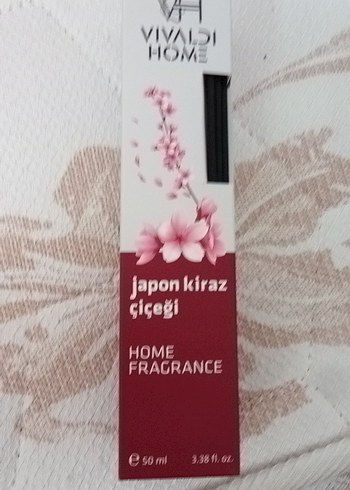 VH
VIVALDI
HOME
japon kiraz
çiçeği
HOME
FRAGRANCE
e 50 ml 3.38 fl. oz.